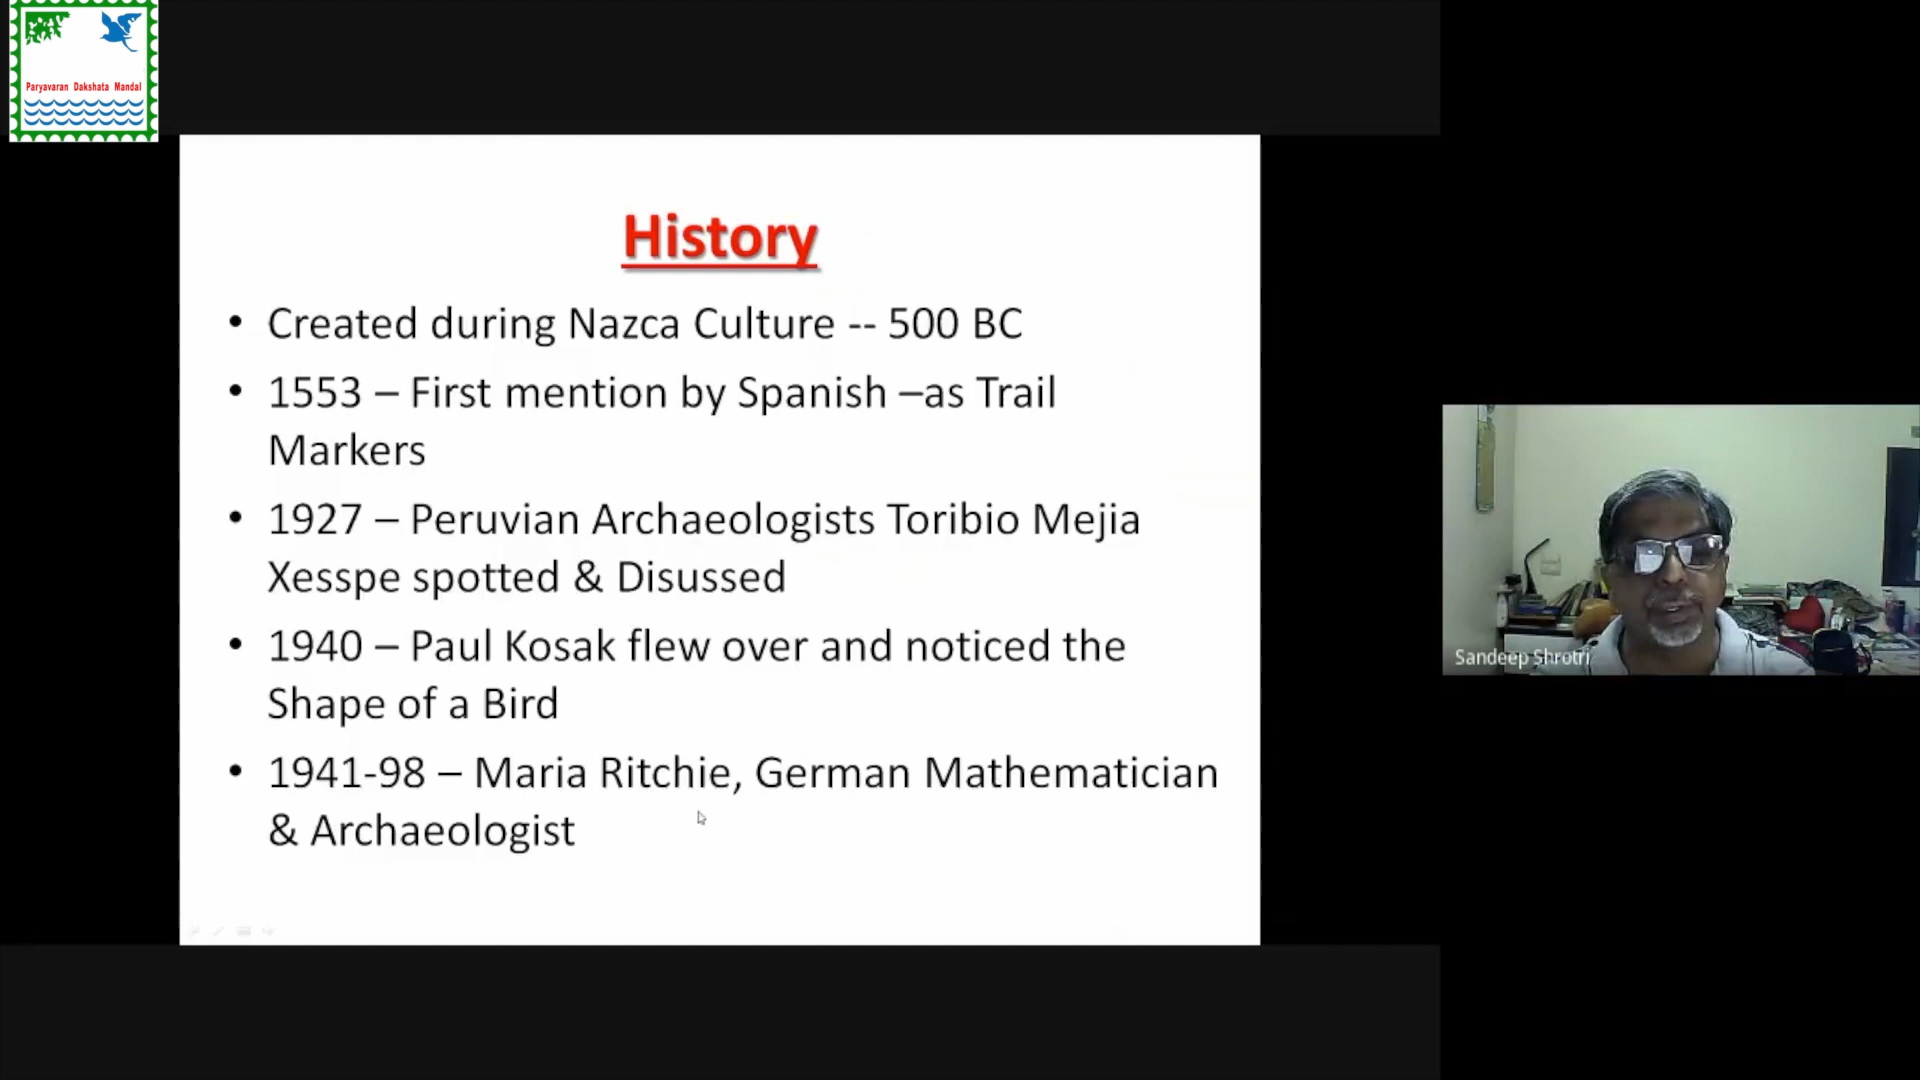 Paryavaran Dakshata Mandal
History
• Created during Nazca Culture -- 500 BC
• 1553 – First mention by Spanish –as Trail
Markers
• 1927 – Peruvian Archaeologists Toribio Mejia
Xesspe spotted & Disussed
• 1940 – Paul Kosak flew over and noticed the
Shape of a Bird
• 1941-98 – Maria Ritchie, German Mathematician
& Archaeologist
Sandeep Shrotri